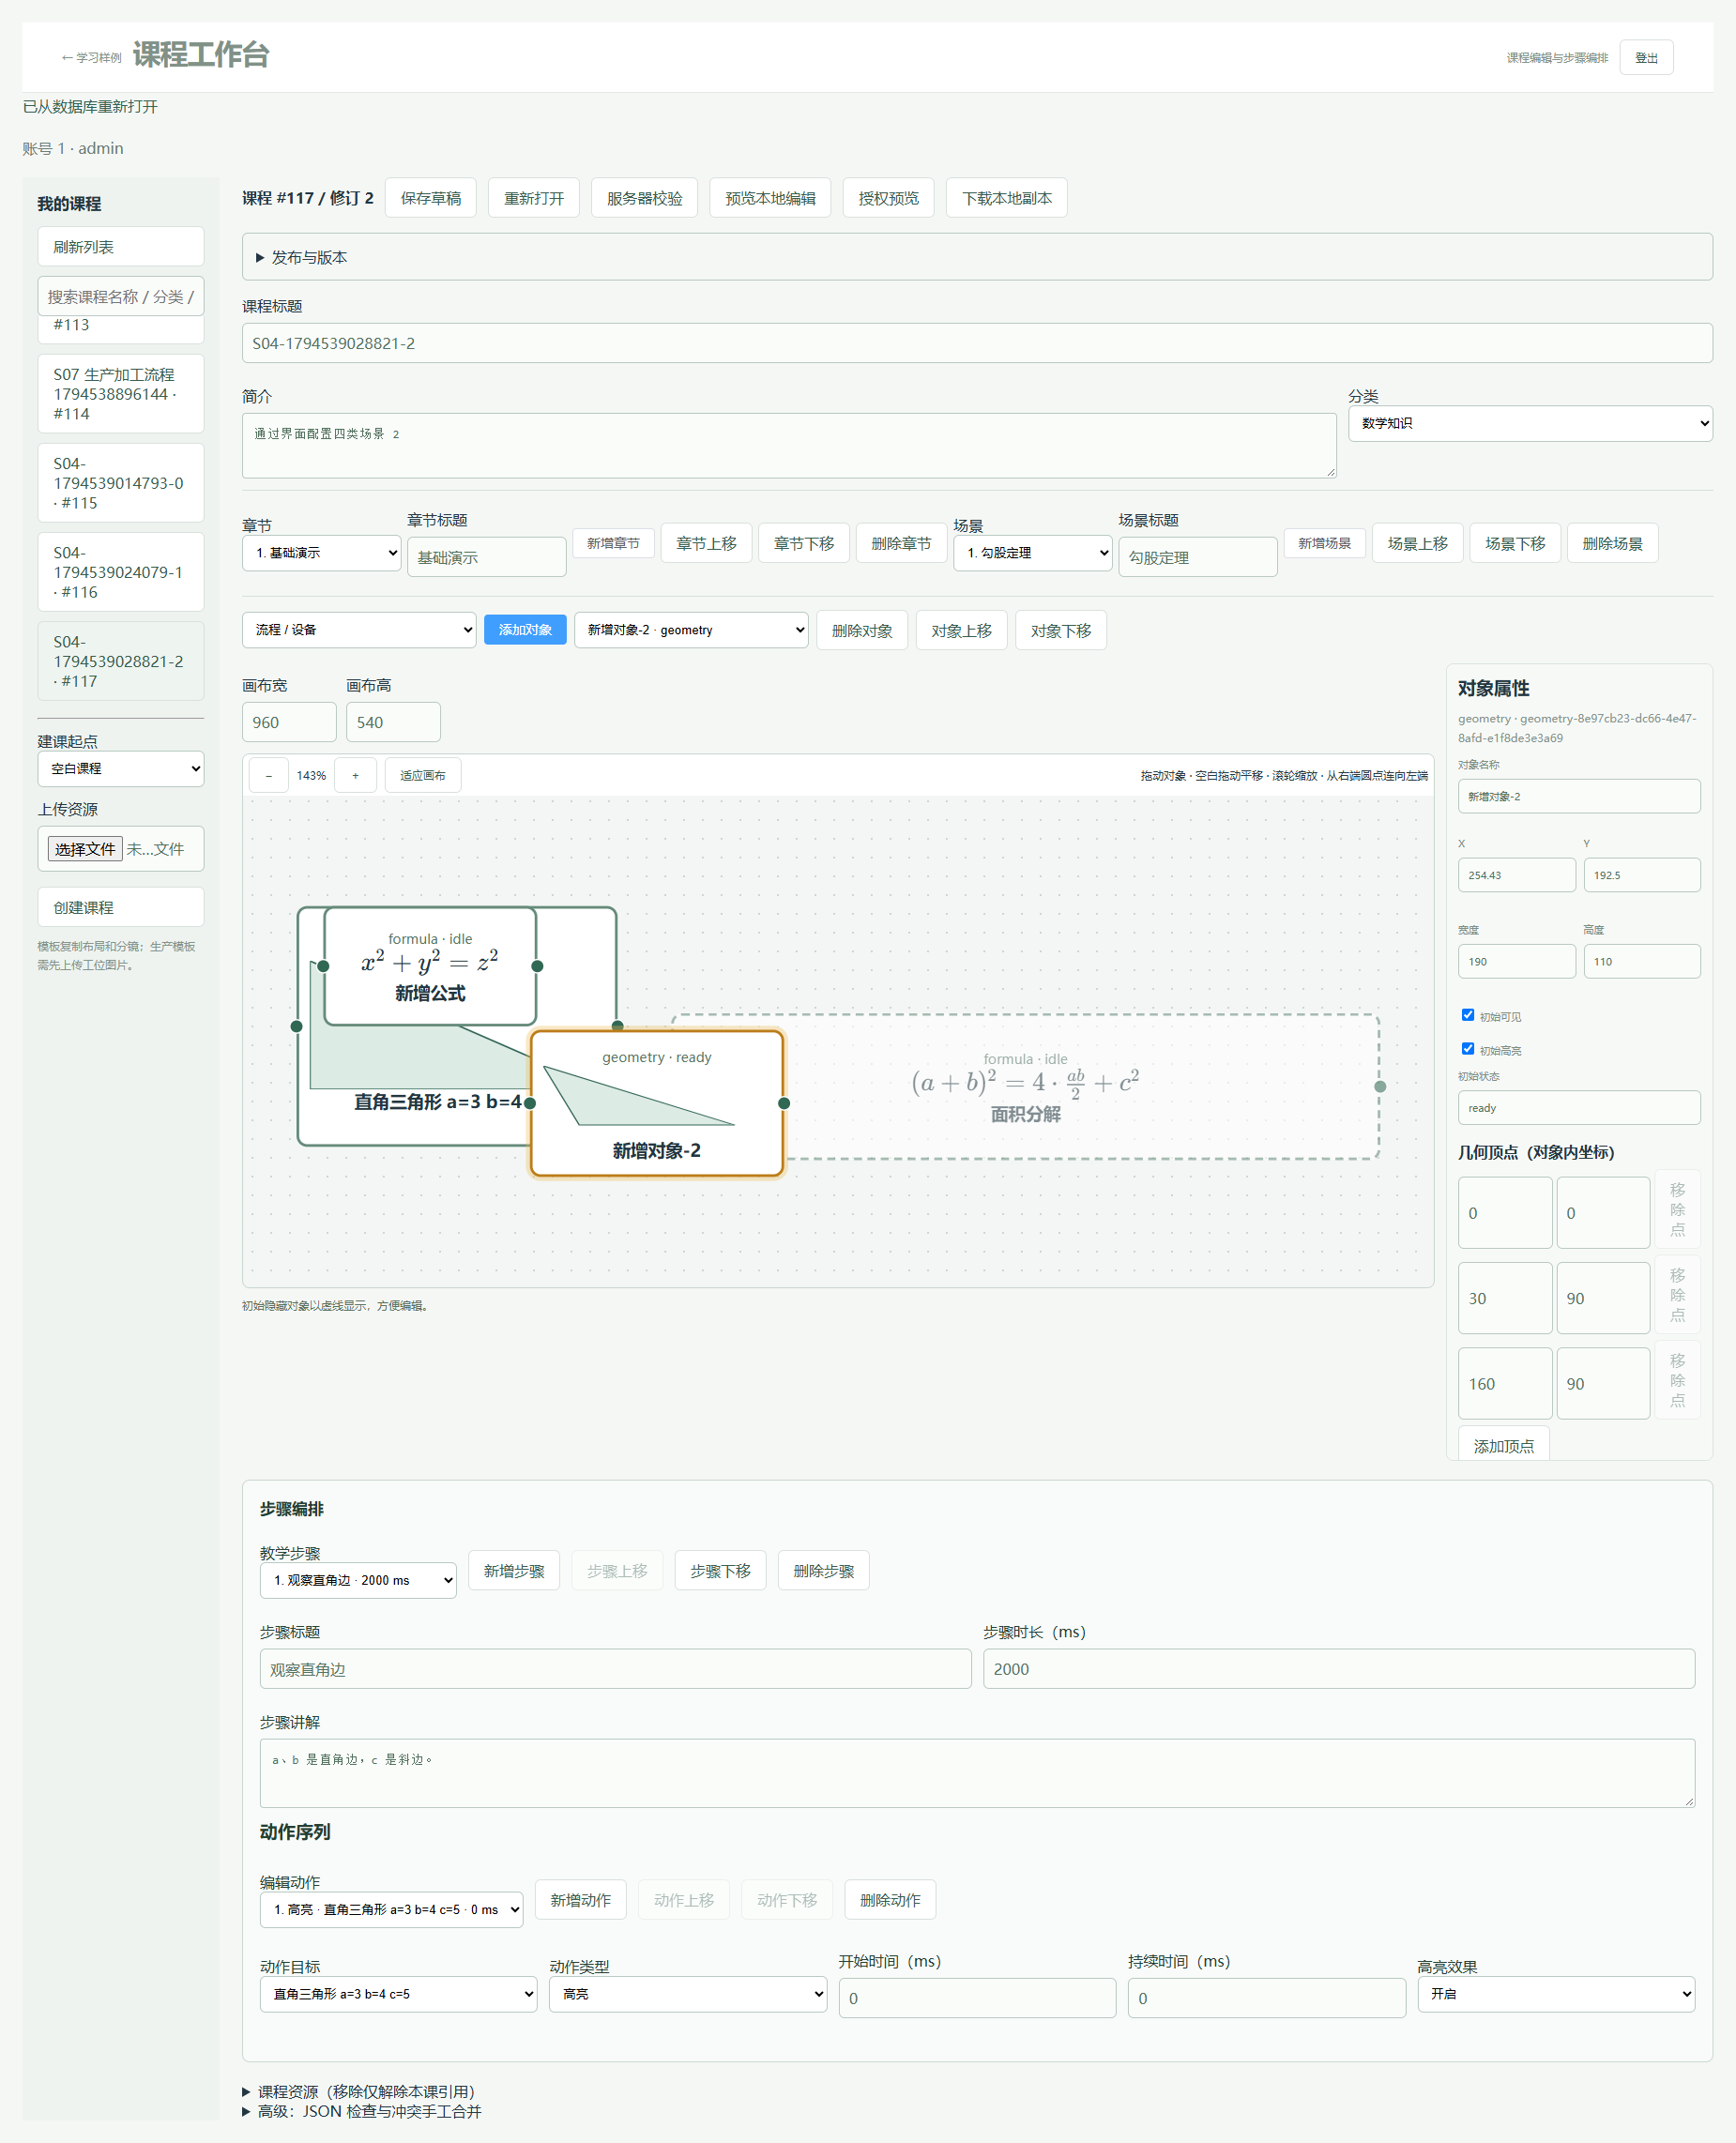 ← 学习样例 课程工作台
课程编辑与步骤编排 登出
已从数据库重新打开
账号 1 · admin
我的课程
刷新列表
搜索课程名称 / 分类 /
#113
S07 生产加工流程
1794538896144 ·
#114
S04-
1794539014793-0
· #115
S04-
1794539024079-1
· #116
S04-
1794539028821-2
· #117
建课起点
空白课程
上传资源
选择文件 未...文件
创建课程
模板复制布局和分镜；生产模板
需先上传工位图片。
课程 #117 / 修订 2 保存草稿 重新打开 服务器校验 预览本地编辑 授权预览 下载本地副本
▶ 发布与版本
课程标题
S04-1794539028821-2
简介 分类
通过界面配置四类场景 2
数学知识
章节 章节标题 场景 场景标题
1. 基础演示 基础演示 新增章节 章节上移 章节下移 删除章节 1. 勾股定理 勾股定理 新增场景 场景上移 场景下移 删除场景
流程 / 设备 添加对象 新增对象-2 · geometry 删除对象 对象上移 对象下移
画布宽 画布高
960 540
− 143% + 适应画布 拖动对象 · 空白拖动平移 · 滚轮缩放 · 从右端圆点连向左端
formula · idle
x² + y² = z²
新增公式
直角三角形 a=3 b=4
geometry · ready
新增对象-2
formula · idle
(a + b)² = 4 · ab/2 + c²
面积分解
初始隐藏对象以虚线显示，方便编辑。
对象属性
geometry · geometry-8e97cb23-dc66-4e47-
8afd-e1f8de3e3a69
对象名称
新增对象-2
X Y
254.43 192.5
宽度 高度
190 110
初始可见
初始高亮
初始状态
ready
几何顶点（对象内坐标）
0 0 移除点
30 90 移除点
160 90 移除点
添加顶点
步骤编排
教学步骤
1. 观察直角边 · 2000 ms 新增步骤 步骤上移 步骤下移 删除步骤
步骤标题 步骤时长（ms）
观察直角边 2000
步骤讲解
a、b 是直角边，c 是斜边。
动作序列
编辑动作
1. 高亮 · 直角三角形 a=3 b=4 c=5 · 0 ms 新增动作 动作上移 动作下移 删除动作
动作目标 动作类型 开始时间（ms） 持续时间（ms） 高亮效果
直角三角形 a=3 b=4 c=5 高亮 0 0 开启
▶ 课程资源（移除仅解除本课引用）
▶ 高级：JSON 检查与冲突手工合并